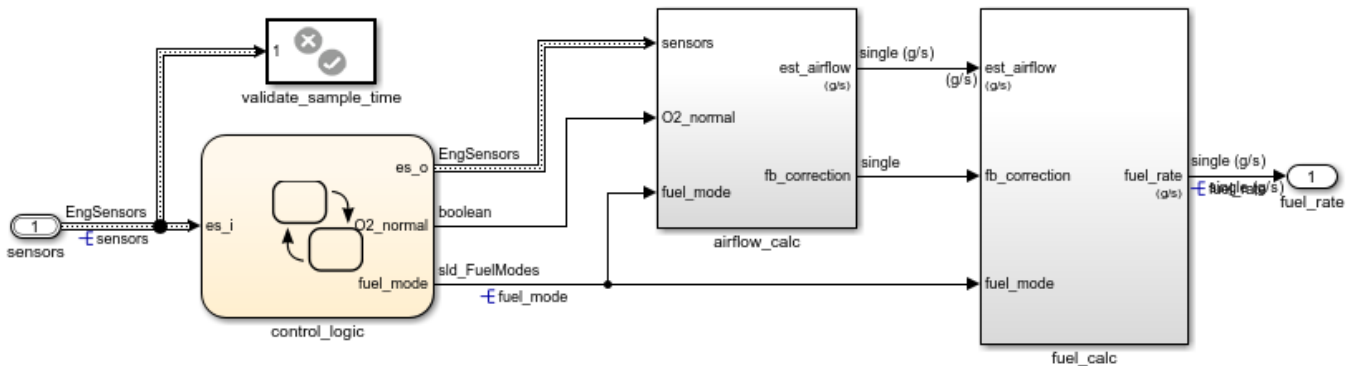 1
validate_sample_time
1
sensors
EngSensors
sensors
es_i
es_o
O2_normal
fuel_mode
control_logic
EngSensors
boolean
sld_FuelModes
fuel_mode
sensors
O2_normal
fuel_mode
est_airflow
(g/s)
fb_correction
airflow_calc
single (g/s)
(g/s)
single
est_airflow
(g/s)
fb_correction
fuel_mode
fuel_rate
(g/s)
fuel_calc
single (g/s)
single (g/s)
fuel_rate
1
fuel_rate